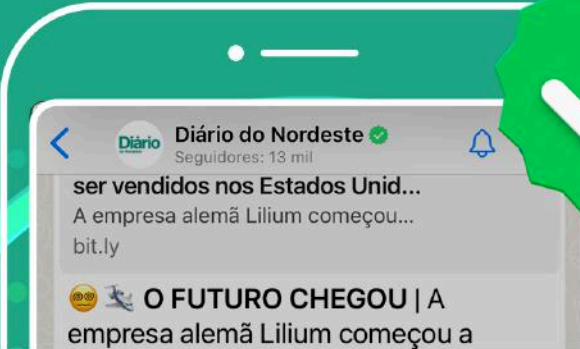 Diário
Diário do Nordeste
Seguidores: 13 mil
ser vendidos nos Estados Unid...
A empresa alemã Lilium começou...
bit.ly
😵‍💫 🛩️ O FUTURO CHEGOU | A
empresa alemã Lilium começou a